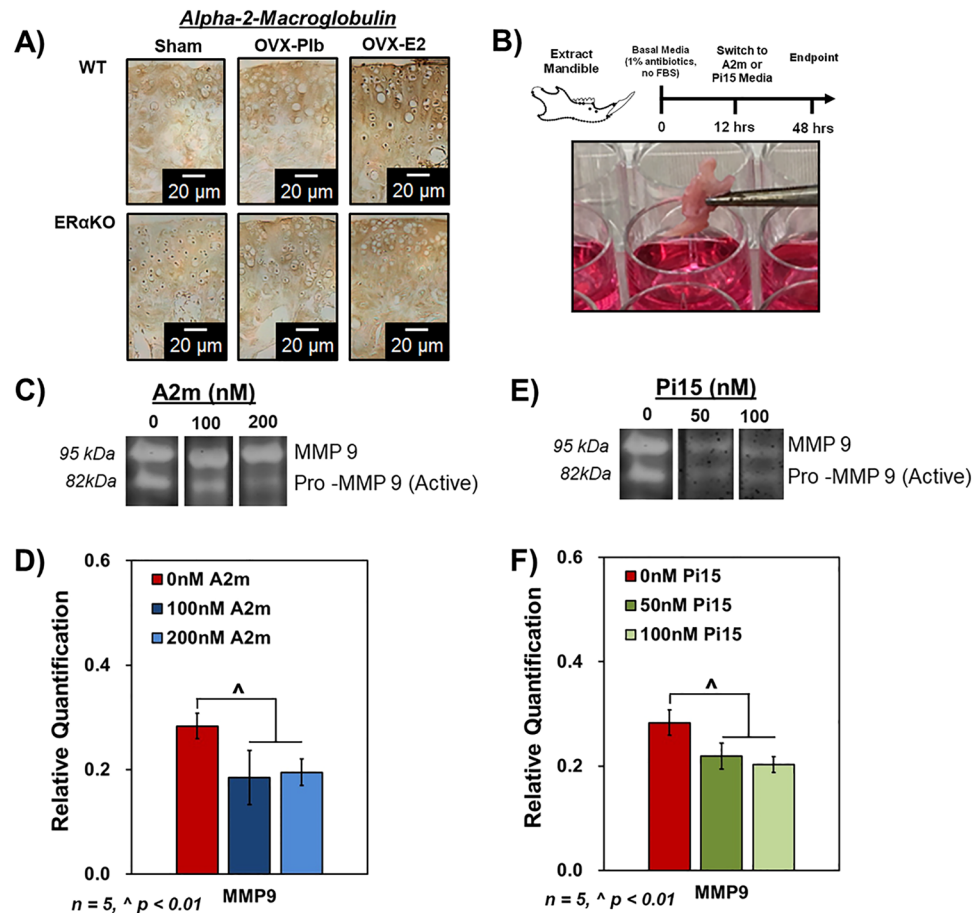 Alpha-2-Macroglobulin
A)
Sham OVX-Plb OVX-E2
WT
20 µm 20 µm 20 µm
ERαKO
20 µm 20 µm 20 µm
B)
Extract
Mandible
Basal Media
(1% antibiotics,
no FBS)
Switch to
A2m or
Pi15 Media
Endpoint
0 12 hrs 48 hrs
C)
A2m (nM)
0 100 200
95 kDa MMP 9
82kDa Pro -MMP 9 (Active)
D)
Relative Quantification
0.6
0.4
0.2
0.0
0nM A2m
100nM A2m
200nM A2m
^
MMP9
n = 5, ^ p < 0.01
E)
Pi15 (nM)
0 50 100
95 kDa MMP 9
82kDa Pro -MMP 9 (Active)
F)
Relative Quantification
0.6
0.4
0.2
0.0
0nM Pi15
50nM Pi15
100nM Pi15
^
MMP9
n = 5, ^ p < 0.01